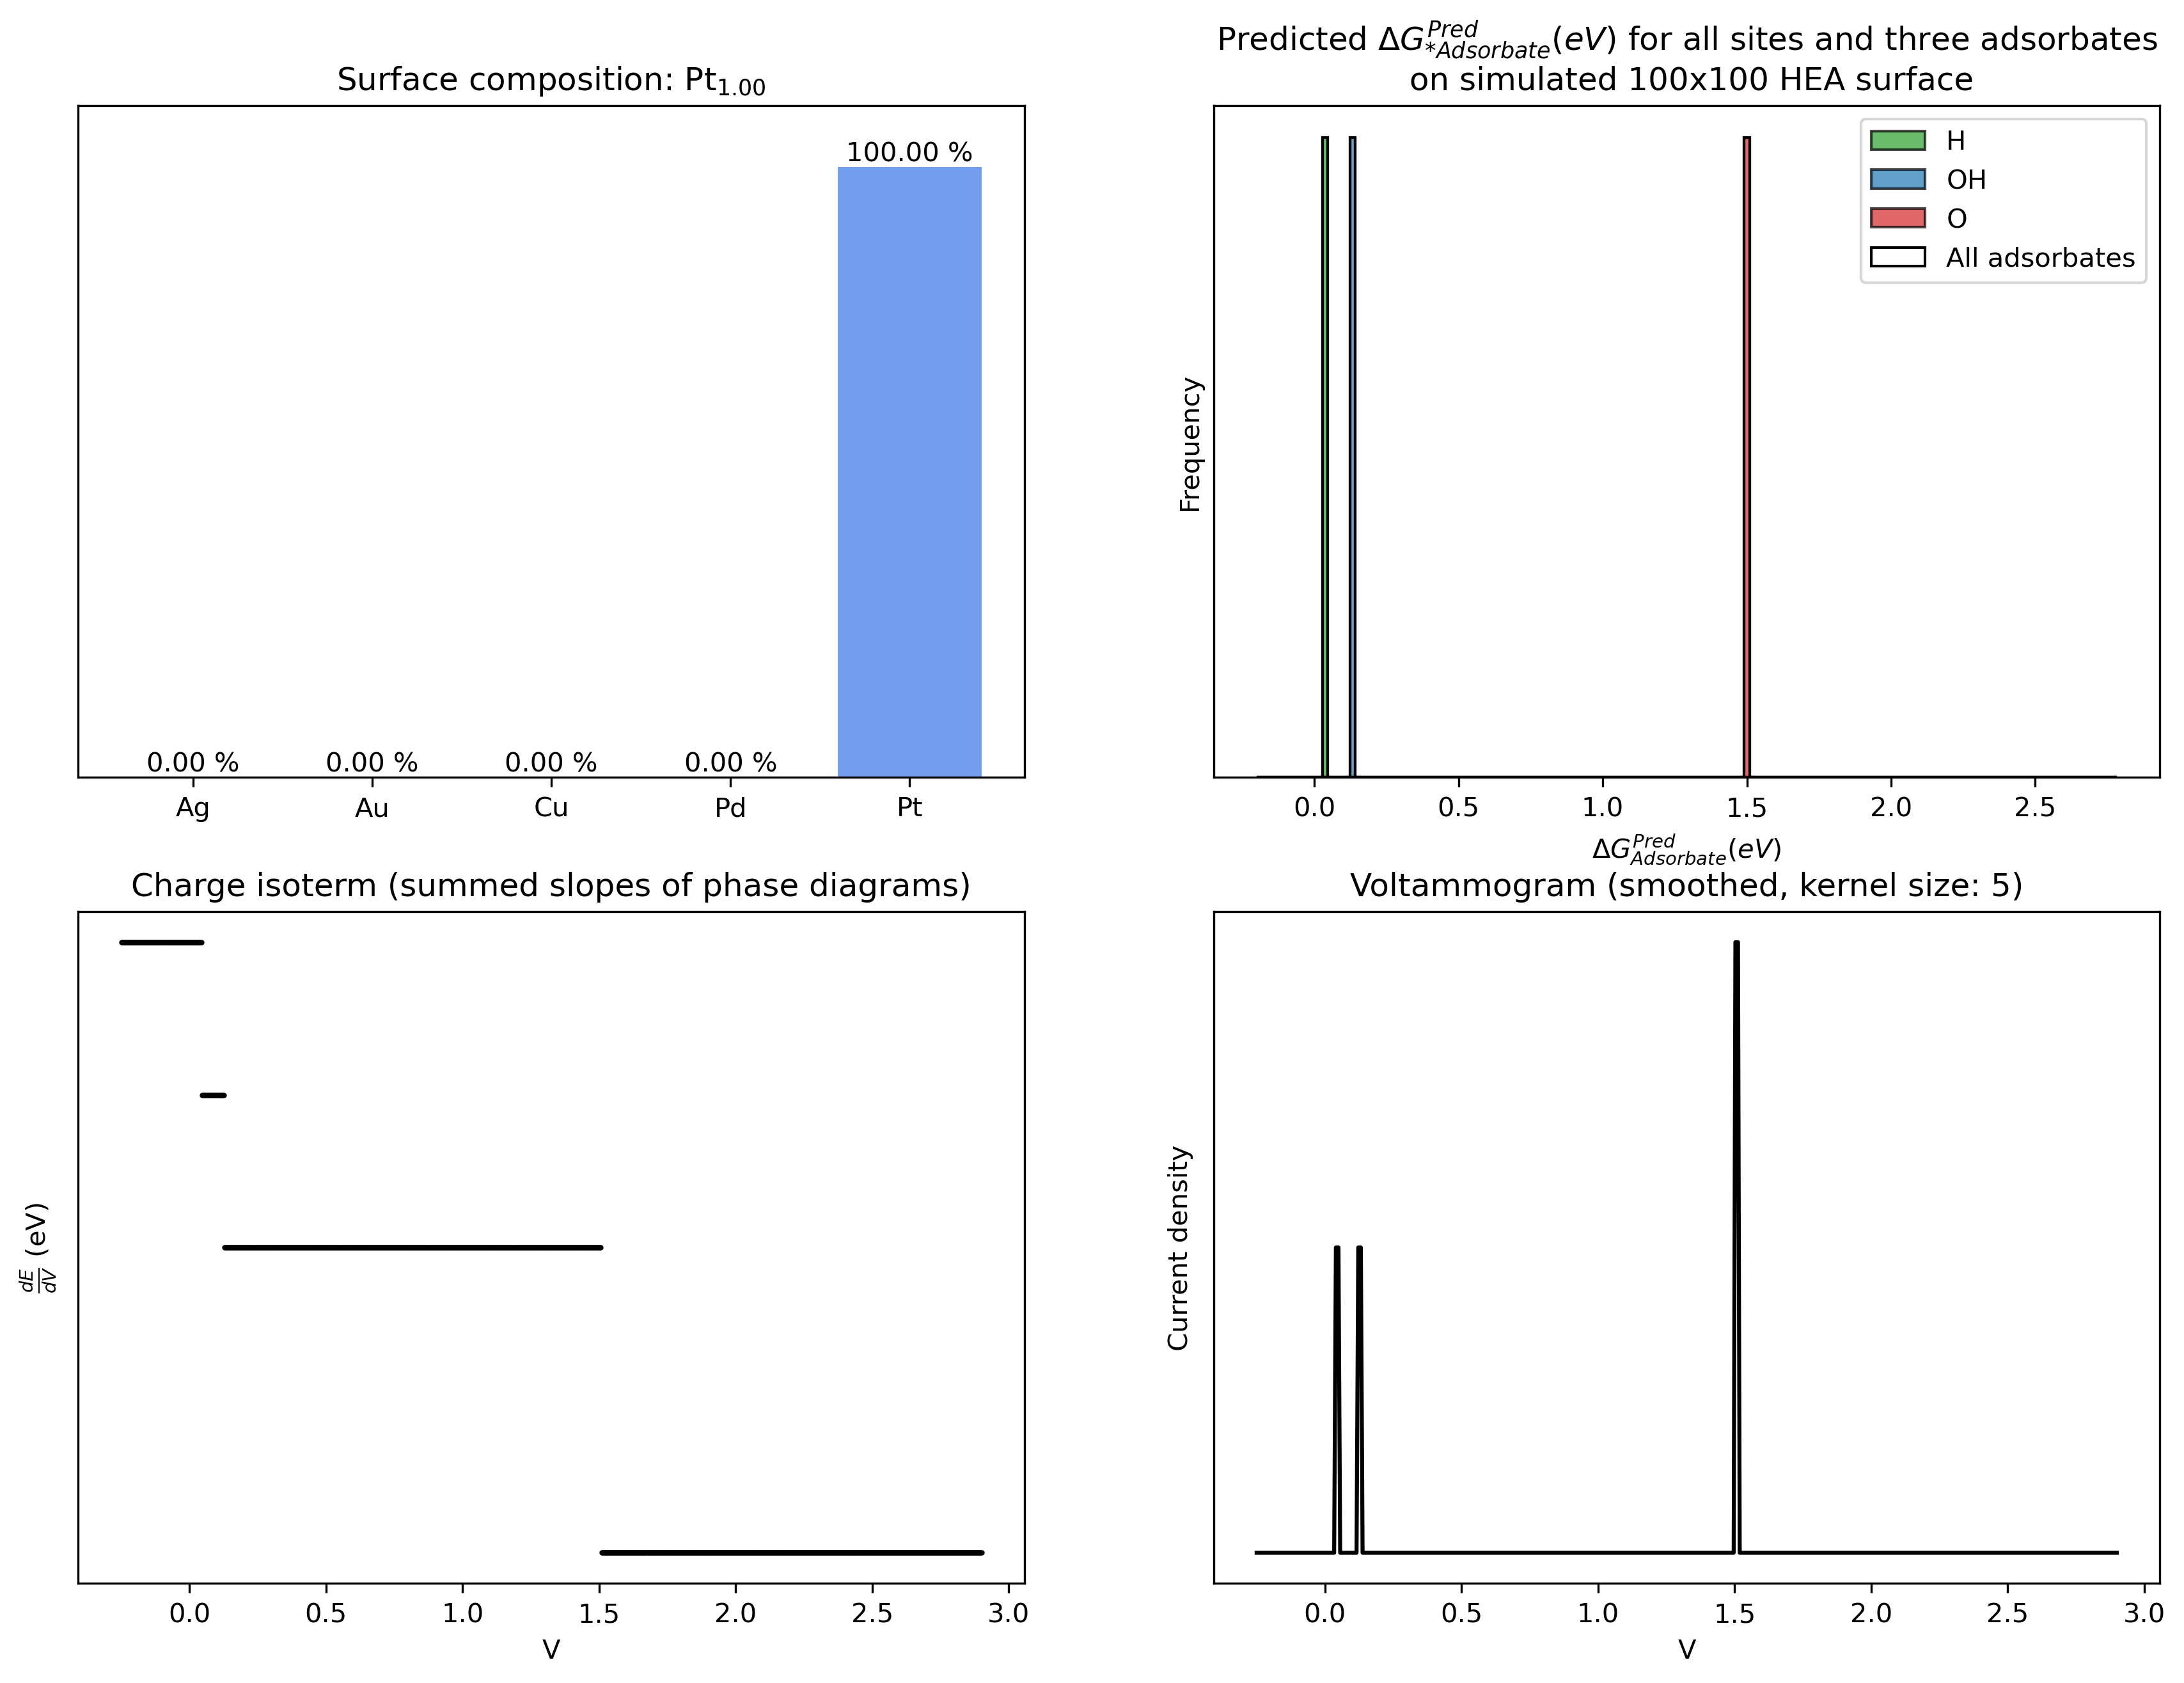 Surface composition: Pt₁.₀₀
100.00 %
0.00 % 0.00 % 0.00 % 0.00 %
Ag Au Cu Pd Pt
Predicted ΔG^{Pred}_{*Adsorbate}(eV) for all sites and three adsorbates
on simulated 100x100 HEA surface
H
OH
O
All adsorbates
Frequency
0.0 0.5 1.0 1.5 2.0 2.5
ΔG^{Pred}_{Adsorbate}(eV)
Charge isoterm (summed slopes of phase diagrams)
dE/dV (eV)
0.0 0.5 1.0 1.5 2.0 2.5 3.0
V
Voltammogram (smoothed, kernel size: 5)
Current density
0.0 0.5 1.0 1.5 2.0 2.5 3.0
V